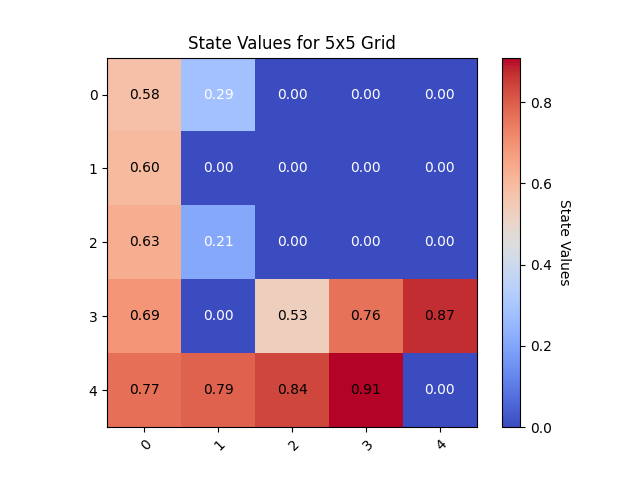 State Values for 5x5 Grid
0 0.58 0.29 0.00 0.00 0.00
1 0.60 0.00 0.00 0.00 0.00
2 0.63 0.21 0.00 0.00 0.00
3 0.69 0.00 0.53 0.76 0.87
4 0.77 0.79 0.84 0.91 0.00
0 1 2 3 4
0.8
0.6
0.4
0.2
0.0
State Values